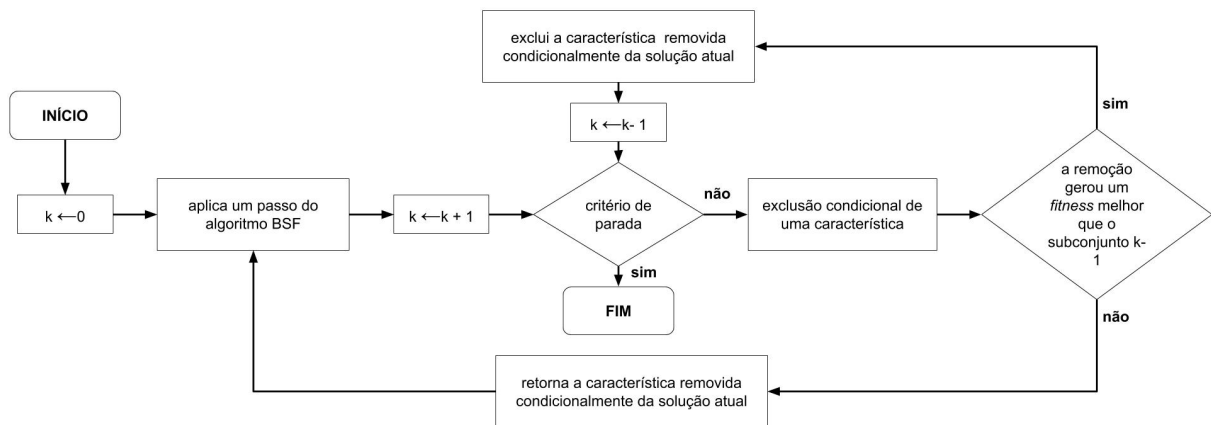 exclui a característica removida
condicionalmente da solução atual
INÍCIO
sim
k ←k- 1
a remoção
gerou um
fitness melhor
que o
subconjunto k-
1
k ←0
aplica um passo do
algoritmo BSF
k ←k + 1
critério de
parada
não
exclusão condicional de
uma característica
sim
FIM
não
retorna a característica removida
condicionalmente da solução atual